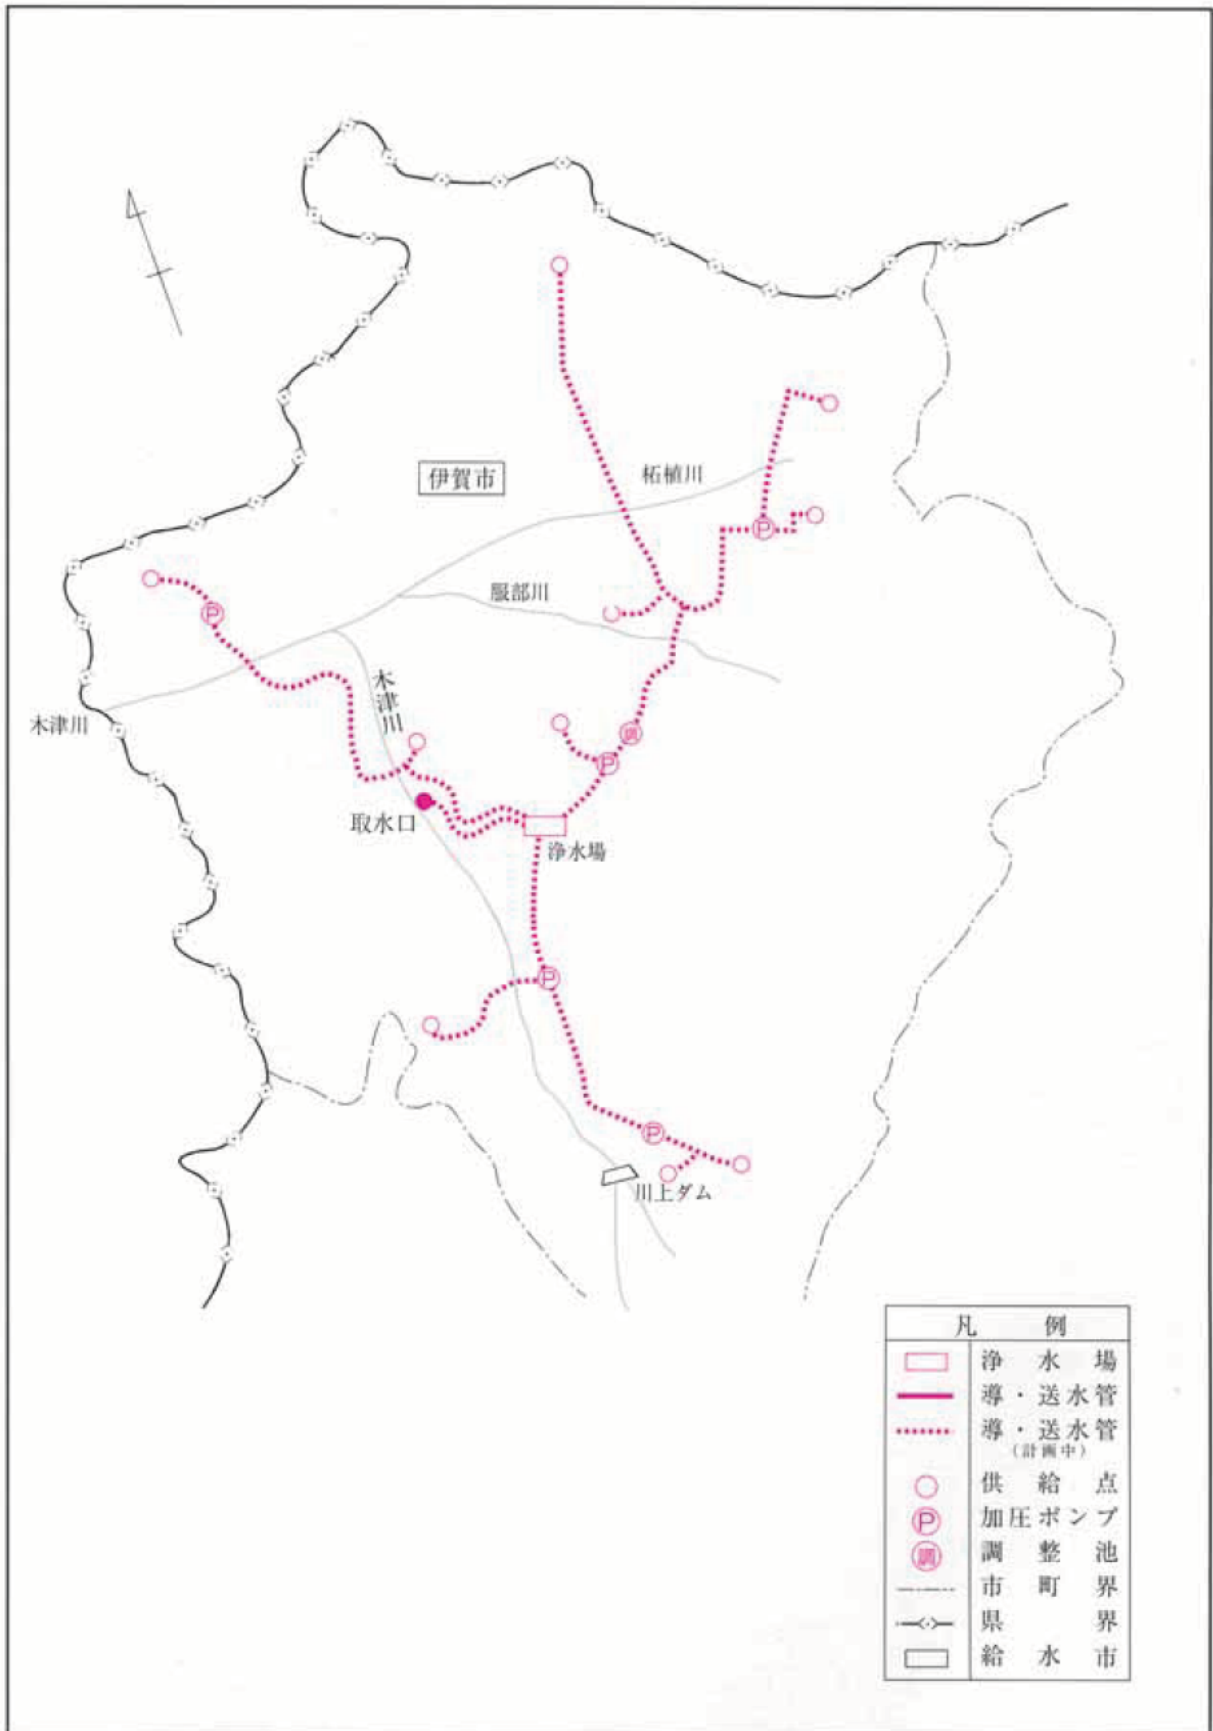 伊賀市
柘植川
服部川
木津川
木津川
取水口
浄水場
川上ダム
P
P
調
P
P
P
凡例
浄水場
導・送水管
導・送水管
(計画中)
供給点
P 加圧ポンプ
調 調整池
市町界
県界
給水市